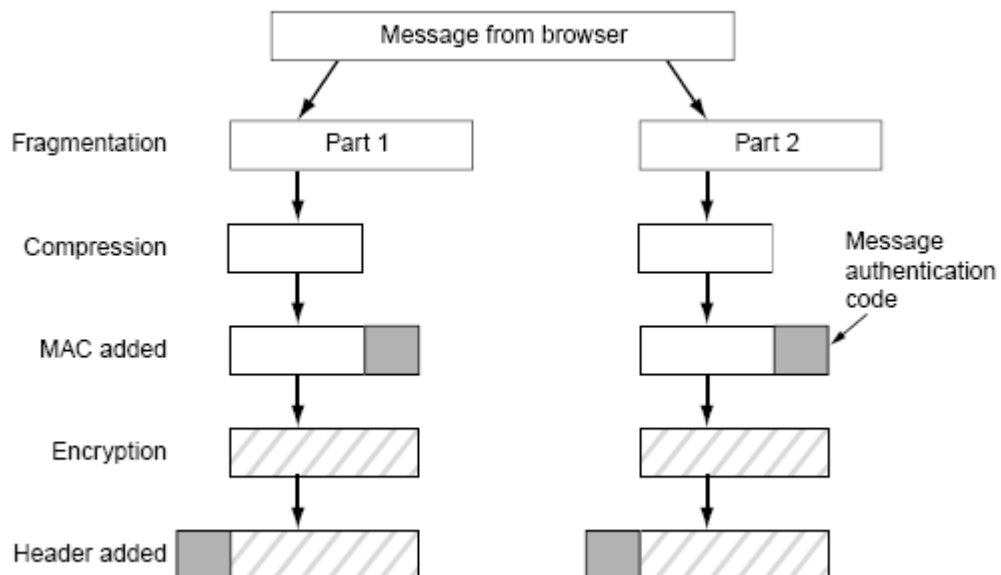 Message from browser
Fragmentation
Part 1
Part 2
Compression
Message
authentication
code
MAC added
Encryption
Header added